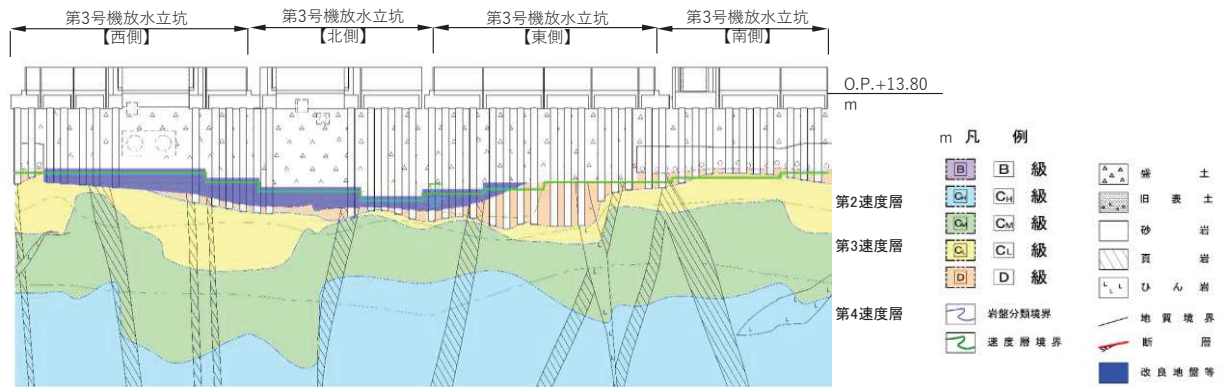 第3号機放水立坑
【西側】
第3号機放水立坑
【北側】
第3号機放水立坑
【東側】
第3号機放水立坑
【南側】
O.P.+13.80
m
第2速度層
第3速度層
第4速度層
m 凡 例
B B 級
CH CH 級
CM CM 級
CL CL 級
D D 級
岩盤分類境界
速度層境界
盛 土
旧表土
砂 岩
頁 岩
ひん岩
地質境界
断 層
改良地盤等